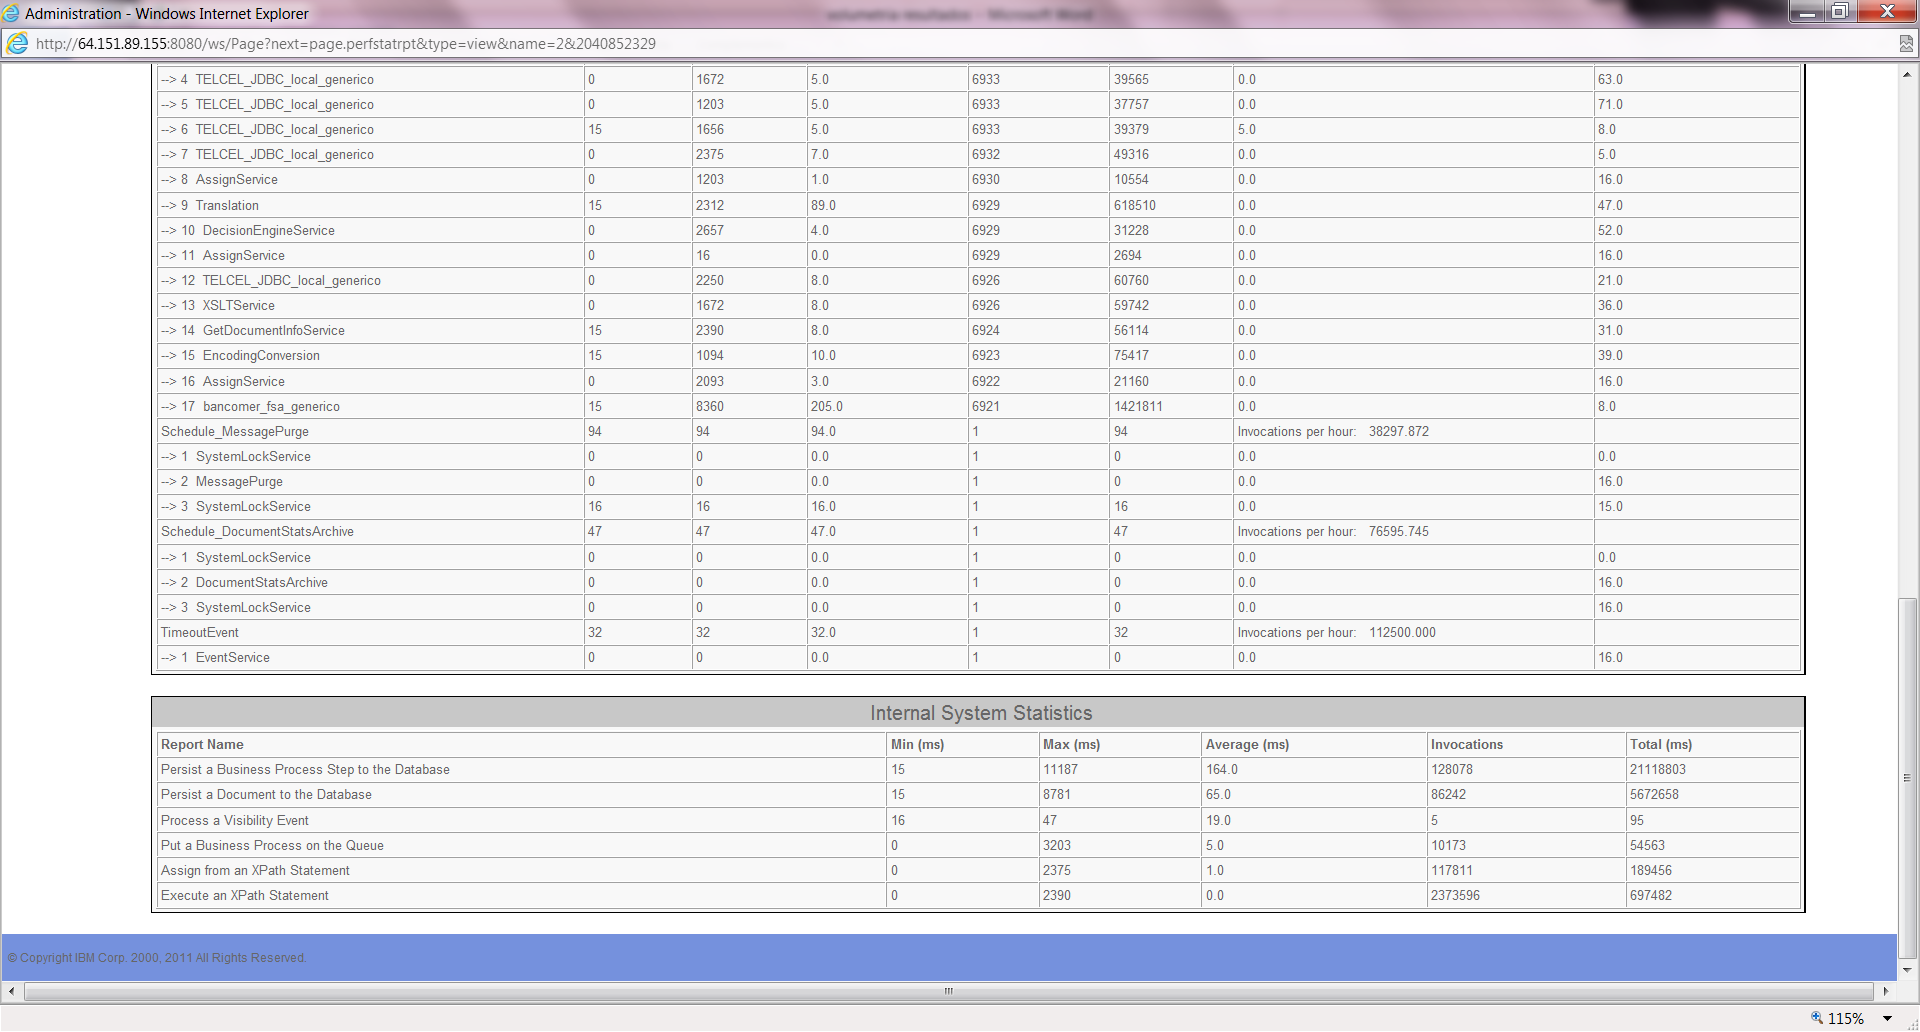 Administration - Windows Internet Explorer
http://64.151.89.155:8080/ws/Page?next=page.perfstatrpt&type=view&name=2&2040852329
--> 4 TELCEL_JDBC_local_generico 0 1672 5.0 6933 39565 0.0 63.0
--> 5 TELCEL_JDBC_local_generico 0 1203 5.0 6933 37757 0.0 71.0
--> 6 TELCEL_JDBC_local_generico 15 1656 5.0 6933 39379 5.0 8.0
--> 7 TELCEL_JDBC_local_generico 0 2375 7.0 6932 49316 0.0 5.0
--> 8 AssignService 0 1203 1.0 6930 10554 0.0 16.0
--> 9 Translation 15 2312 89.0 6929 618510 0.0 47.0
--> 10 DecisionEngineService 0 2657 4.0 6929 31228 0.0 52.0
--> 11 AssignService 0 16 0.0 6929 2694 0.0 16.0
--> 12 TELCEL_JDBC_local_generico 0 2250 8.0 6926 60760 0.0 21.0
--> 13 XSLTService 0 1672 8.0 6926 59742 0.0 36.0
--> 14 GetDocumentInfoService 15 2390 8.0 6924 56114 0.0 31.0
--> 15 EncodingConversion 15 1094 10.0 6923 75417 0.0 39.0
--> 16 AssignService 0 2093 3.0 6922 21160 0.0 16.0
--> 17 bancomer_fsa_generico 15 8360 205.0 6921 1421811 0.0 8.0
Schedule_MessagePurge 94 94 94.0 1 94 Invocations per hour: 38297.872
--> 1 SystemLockService 0 0 0.0 1 0 0.0 0.0
--> 2 MessagePurge 0 0 0.0 1 0 0.0 16.0
--> 3 SystemLockService 16 16 16.0 1 16 0.0 15.0
Schedule_DocumentStatsArchive 47 47 47.0 1 47 Invocations per hour: 76595.745
--> 1 SystemLockService 0 0 0.0 1 0 0.0 0.0
--> 2 DocumentStatsArchive 0 0 0.0 1 0 0.0 16.0
--> 3 SystemLockService 0 0 0.0 1 0 0.0 16.0
TimeoutEvent 32 32 32.0 1 32 Invocations per hour: 112500.000
--> 1 EventService 0 0 0.0 1 0 0.0 16.0
Internal System Statistics
Report Name Min (ms) Max (ms) Average (ms) Invocations Total (ms)
Persist a Business Process Step to the Database 15 11187 164.0 128078 21118803
Persist a Document to the Database 15 8781 65.0 86242 5672658
Process a Visibility Event 16 47 19.0 5 95
Put a Business Process on the Queue 0 3203 5.0 10173 54563
Assign from an XPath Statement 0 2375 1.0 117811 189456
Execute an XPath Statement 0 2390 0.0 2373596 697482
© Copyright IBM Corp. 2000, 2011 All Rights Reserved.
115%